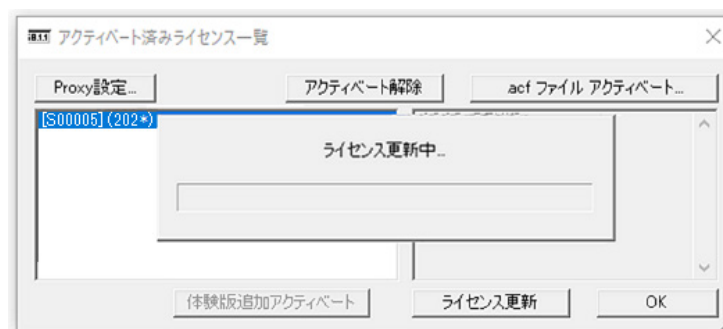 アクティベート済みライセンス一覧
Proxy設定...
アクティベート解除
.acf ファイル アクティベート...
[S00005] (202*)
ライセンス更新中...
体験版追加アクティベート
ライセンス更新
OK